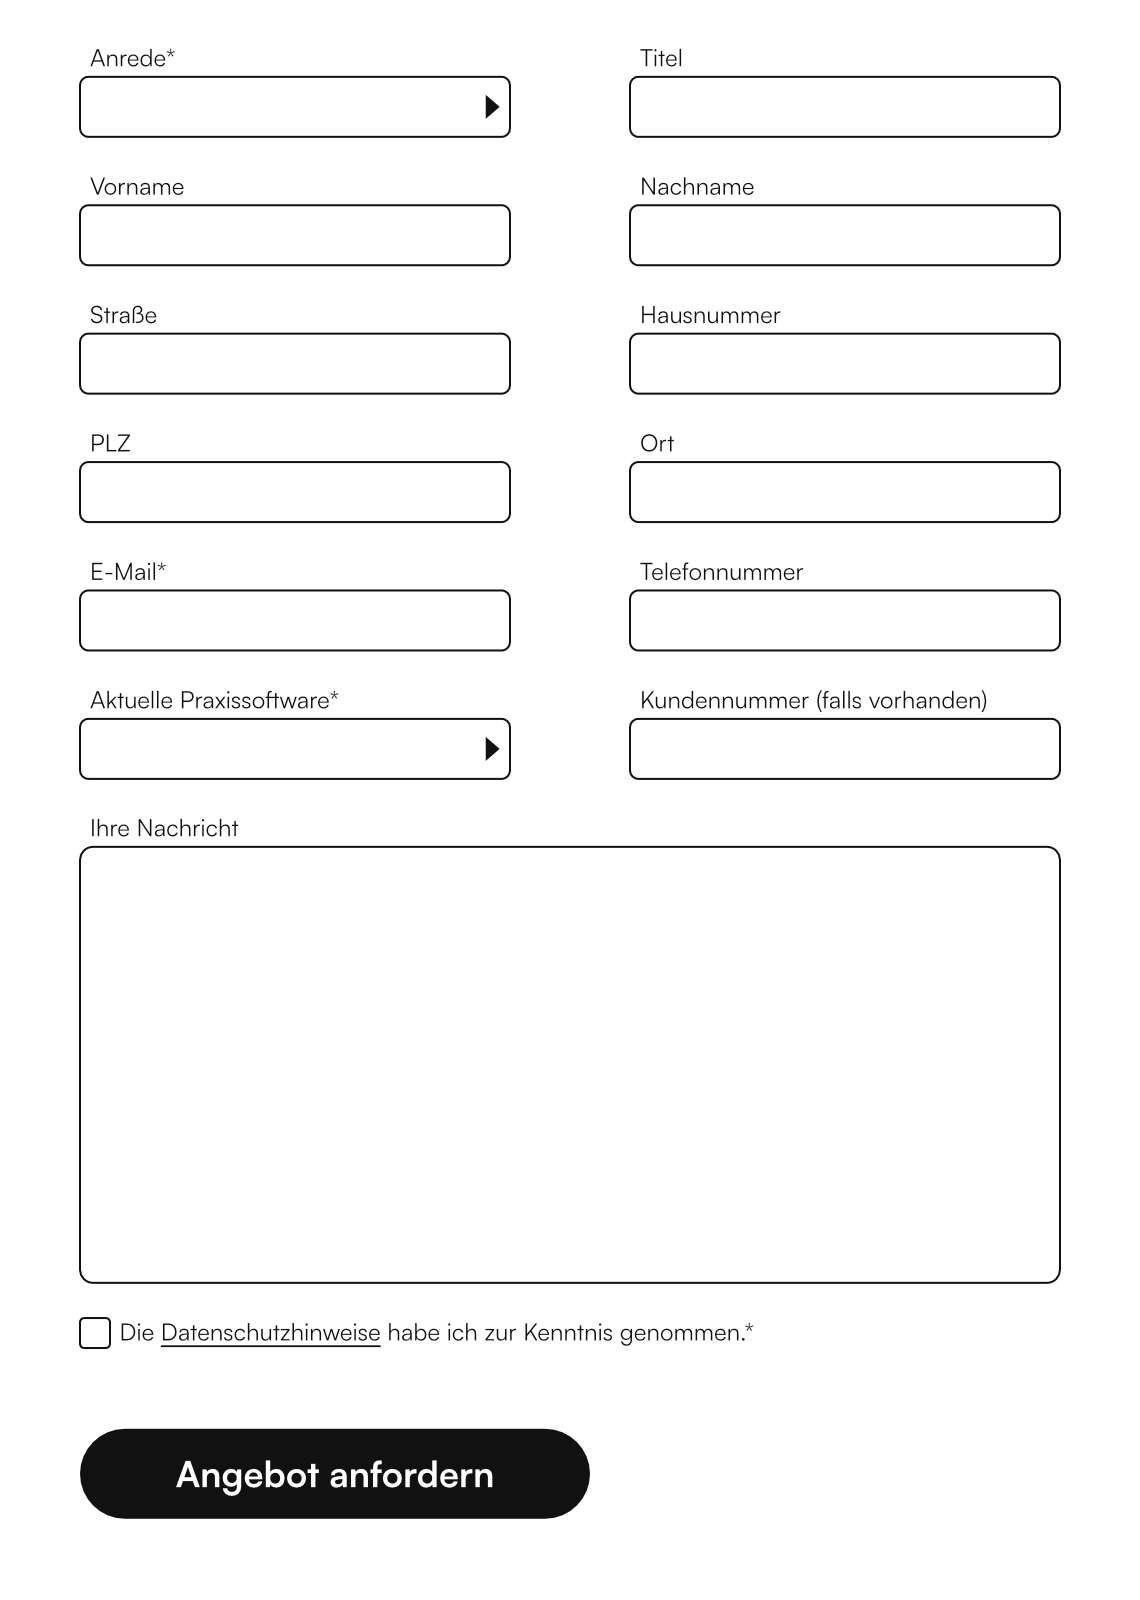 Anrede*
Titel
Vorname
Nachname
Straße
Hausnummer
PLZ
Ort
E-Mail*
Telefonnummer
Aktuelle Praxissoftware*
Kundennummer (falls vorhanden)
Ihre Nachricht
Die Datenschutzhinweise habe ich zur Kenntnis genommen.*
Angebot anfordern